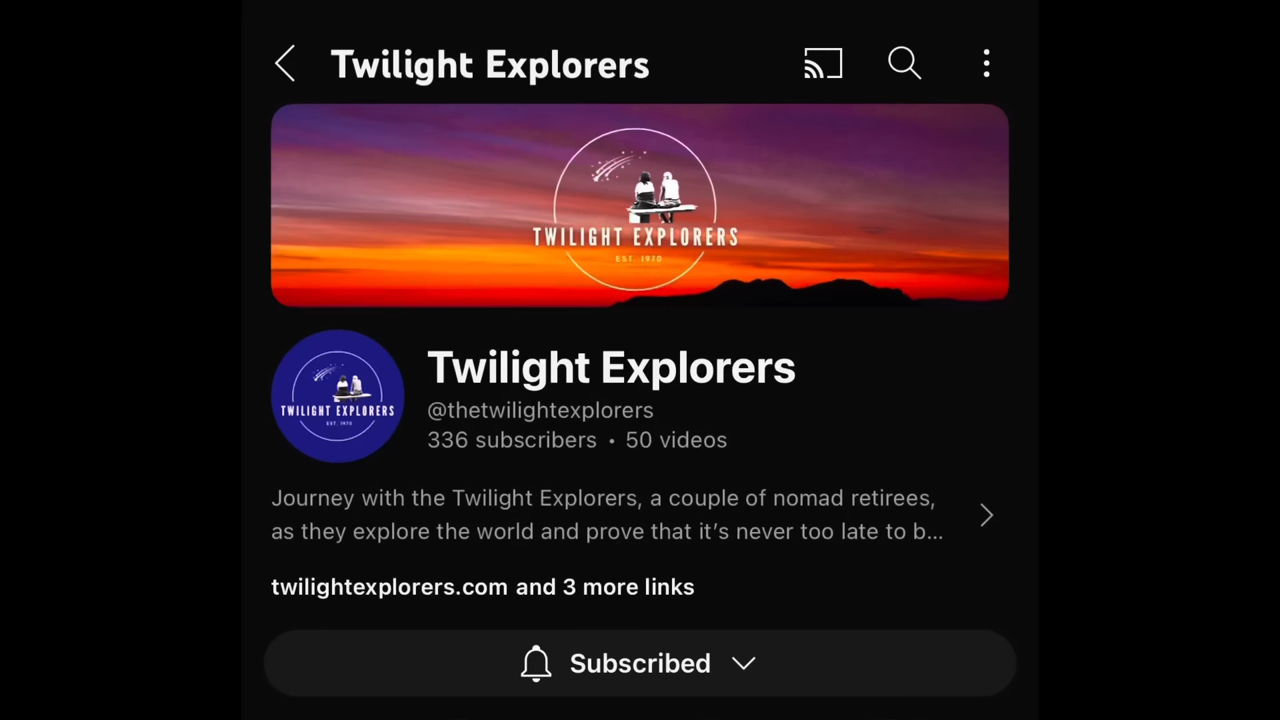 Twilight Explorers
TWILIGHT EXPLORERS
EST. 1970
Twilight Explorers
TWILIGHT EXPLORERS
EST. 1970
@thetwilightexplorers
336 subscribers • 50 videos
Journey with the Twilight Explorers, a couple of nomad retirees,
as they explore the world and prove that it’s never too late to b...
twilightexplorers.com and 3 more links
Subscribed